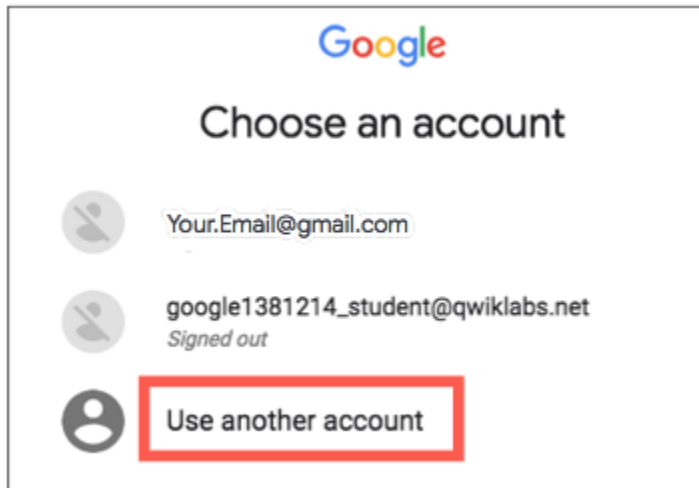 Google
Choose an account
Your.Email@gmail.com
google1381214_student@qwiklabs.net
Signed out
Use another account